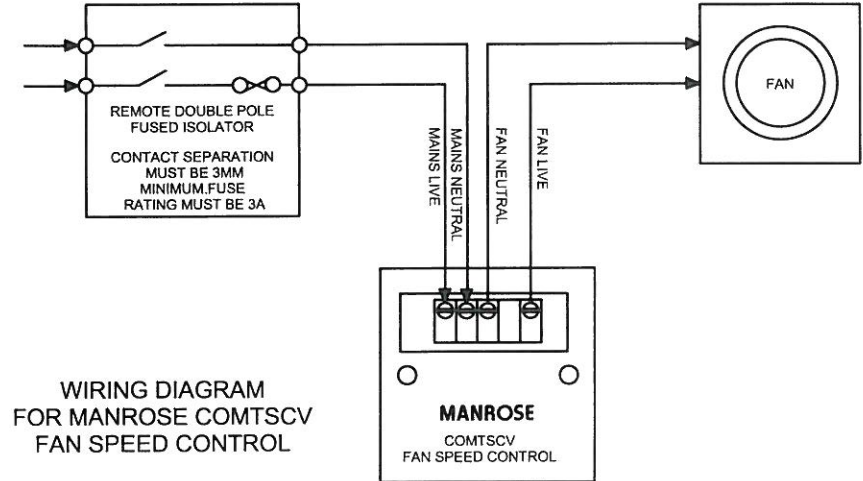 REMOTE DOUBLE POLE
FUSED ISOLATOR
CONTACT SEPARATION
MUST BE 3MM
MINIMUM.FUSE
RATING MUST BE 3A
MAINS LIVE
MAINS NEUTRAL
FAN NEUTRAL
FAN LIVE
FAN
WIRING DIAGRAM
FOR MANROSE COMTSCV
FAN SPEED CONTROL
MANROSE
COMTSCV
FAN SPEED CONTROL